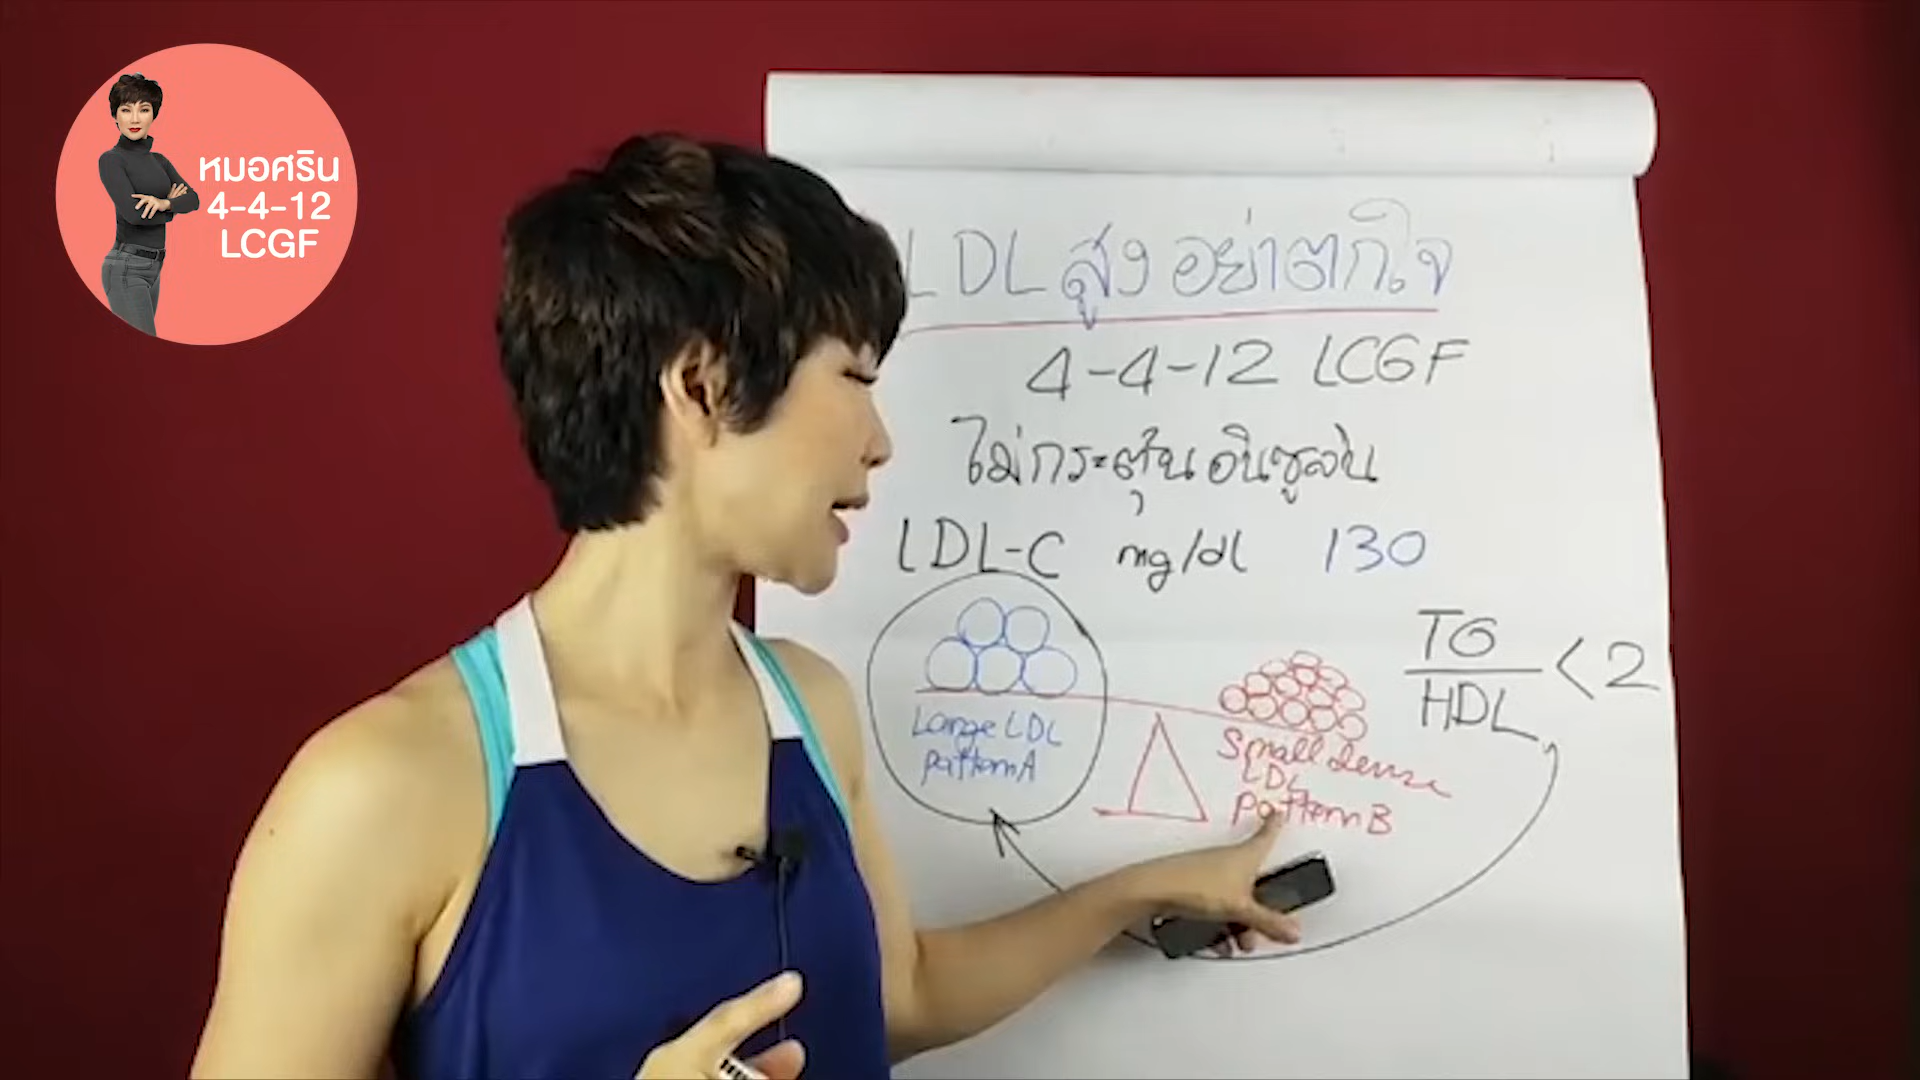 หมอศริน
4-4-12
LCGF
LDL สูง อย่าตกใจ
4-4-12 LCGF
ไม่กระตุ้นอินซูลิน
LDL-C mg/dl 130
TG
HDL
< 2
Large LDL
pattern A
Small dense
LDL
pattern B